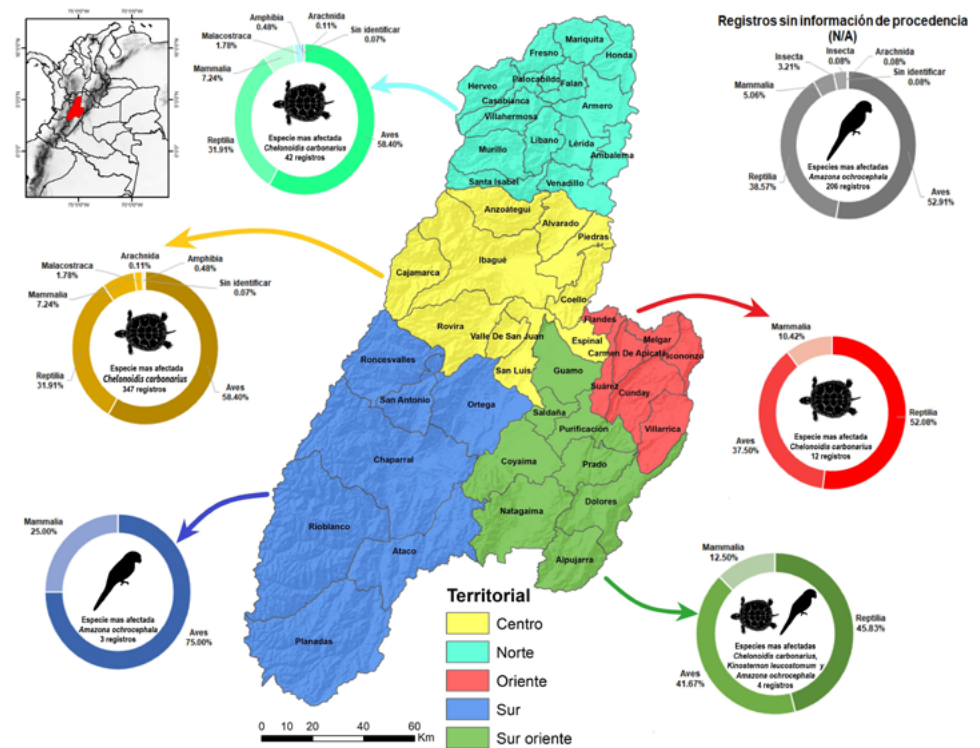 75°0'0"W 70°0'0"W
Amphibia
0.48%
Arachnida
0.11%
Sin identificar
0.07%
Malacostraca
1.78%
Mammalia
7.24%
Reptilia
31.91%
Aves
58.40%
Especie mas afectada
Chelonoidis carbonarius
42 registros
Registros sin información de procedencia
(N/A)
Insecta
3.21%
Insecta
0.08%
Arachnida
0.08%
Sin identificar
0.08%
Mammalia
5.06%
Reptilia
38.57%
Aves
52.91%
Especies mas afectadas
Amazona ochrocephala
206 registros
Mariquita
Fresno
Honda
Palocabildo
Falan
Herveo
Casabianca
Armero
Villahermosa
Líbano
Lérida
Murillo
Ambalema
Santa Isabel
Venadillo
Anzoátegui
Alvarado
Piedras
Ibagué
Cajamarca
Coello
Rovira
Valle De San Juan
Espinal
San Luis
Flandes
Melgar
Carmen De Apicalá
Icononzo
Suárez
Cunday
Villarrica
Guamo
Saldaña
Purificación
Coyaima
Prado
Natagaima
Dolores
Alpujarra
Roncesvalles
San Antonio
Ortega
Chaparral
Rioblanco
Ataco
Planadas
Malacostraca
1.78%
Arachnida
0.11%
Amphibia
0.48%
Sin identificar
0.07%
Mammalia
7.24%
Reptilia
31.91%
Aves
58.40%
Especie mas afectada
Chelonoidis carbonarius
347 registros
Mammalia
10.42%
Aves
37.50%
Reptilia
52.08%
Especie mas afectada
Chelonoidis carbonarius
12 registros
Mammalia
25.00%
Aves
75.00%
Especie mas afectada
Amazona ochrocephala
3 registros
Mammalia
12.50%
Reptilia
45.83%
Aves
41.67%
Especies mas afectadas
Chelonoidis carbonarius,
Kinosternon leucostomum y
Amazona ochrocephala
4 registros
Territorial
Centro
Norte
Oriente
Sur
Sur oriente
0 10 20 40 60
Km